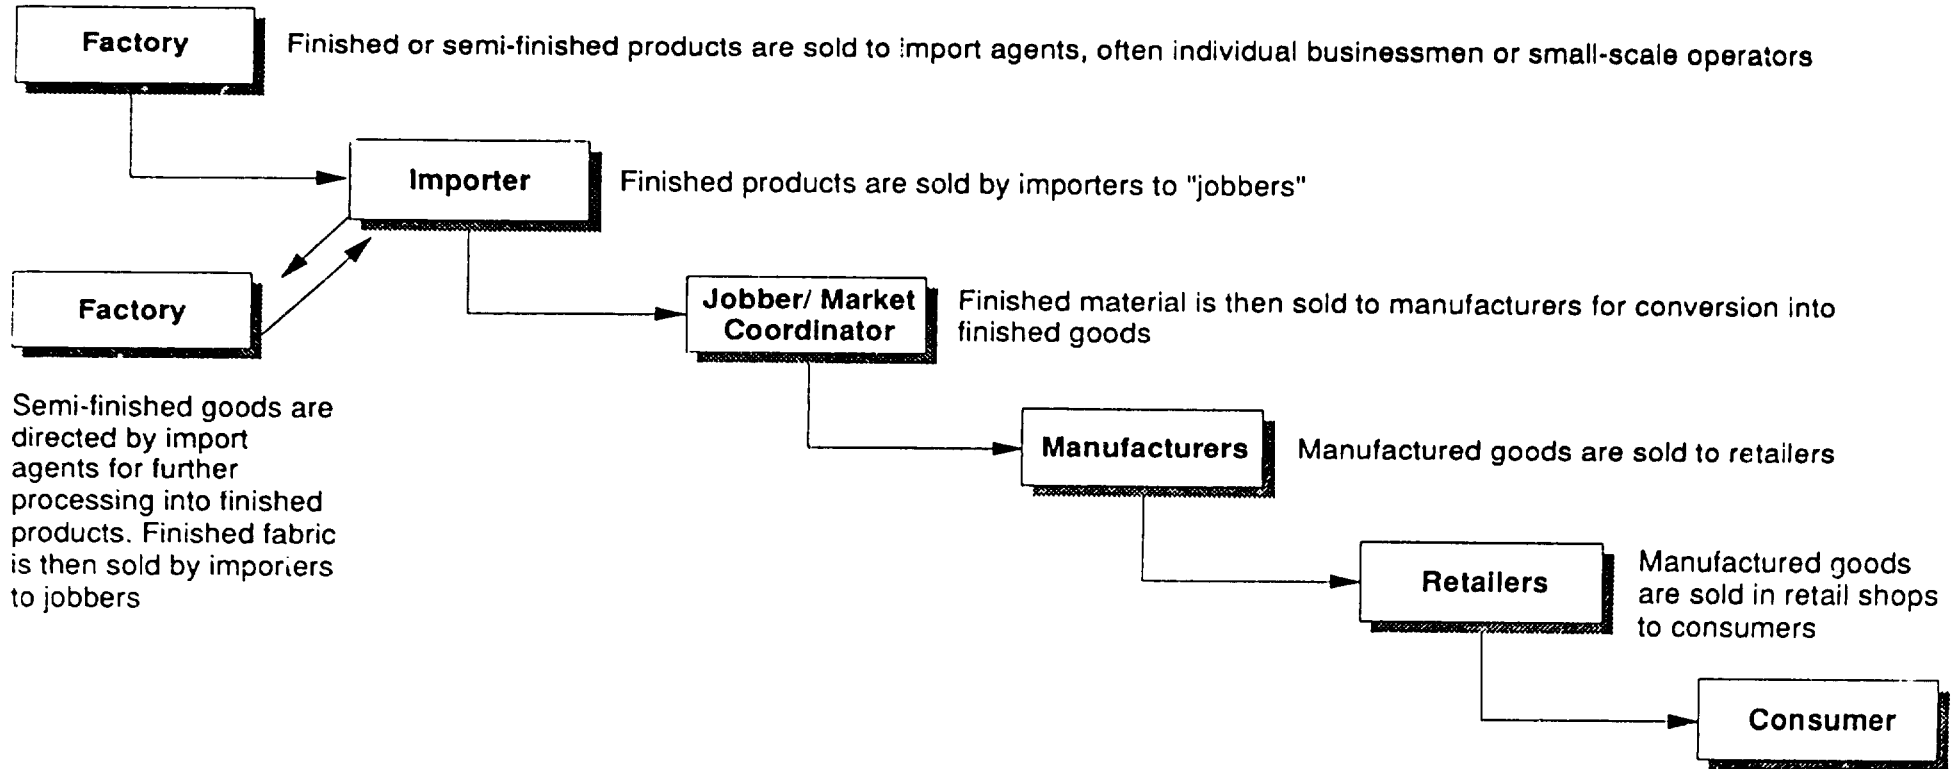 Factory
Finished or semi-finished products are sold to import agents, often individual businessmen or small-scale operators
Importer
Finished products are sold by importers to "jobbers"
Factory
Semi-finished goods are
directed by import
agents for further
processing into finished
products. Finished fabric
is then sold by importers
to jobbers
Jobber/ Market
Coordinator
Finished material is then sold to manufacturers for conversion into
finished goods
Manufacturers
Manufactured goods are sold to retailers
Retailers
Manufactured goods
are sold in retail shops
to consumers
Consumer